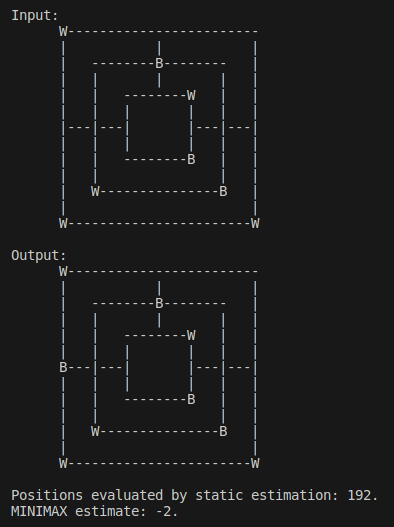 Input:
      W------------------------
      |           |           |
      |   --------B--------   |
      |   |       |       |   |
      |   |   --------W   |   |
      |   |   |       |   |   |
      |---|---|       |---|---|
      |   |   |       |   |   |
      |   |   --------B   |   |
      |   |               |   |
      |   W---------------B   |
      |                       |
      W-----------------------W
Output:
      W------------------------
      |           |           |
      |   --------B--------   |
      |   |       |       |   |
      |   |   --------W   |   |
      |   |   |       |   |   |
      B---|---|       |---|---|
      |   |   |       |   |   |
      |   |   --------B   |   |
      |   |               |   |
      |   W---------------B   |
      |                       |
      W-----------------------W
Positions evaluated by static estimation: 192.
MINIMAX estimate: -2.